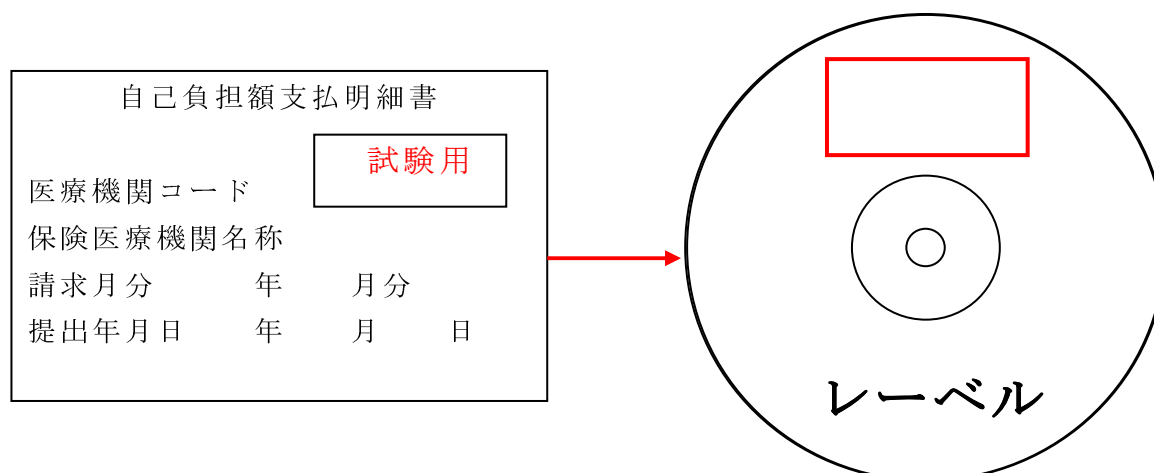 自己負担額支払明細書
試験用
医療機関コード
保険医療機関名称
請求月分 年 月分
提出年月日 年 月 日
レーベル